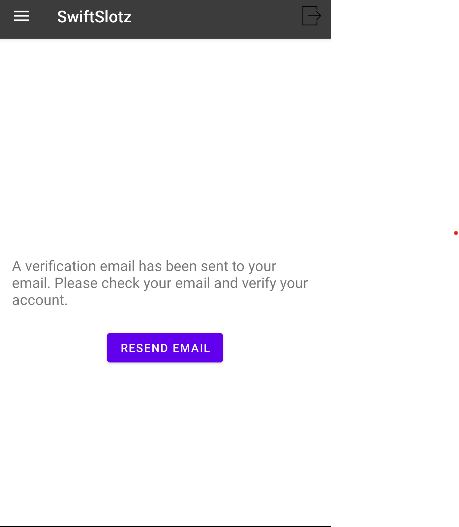 SwiftSlotz
A verification email has been sent to your
email. Please check your email and verify your
account.
RESEND EMAIL